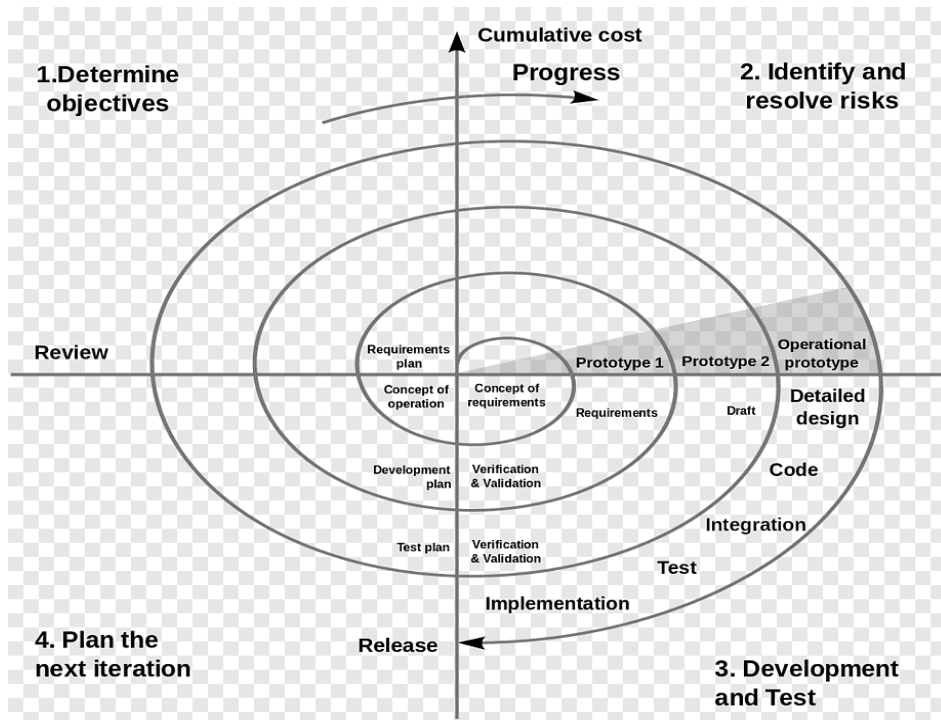 Cumulative cost
Progress
1.Determine
objectives
2. Identify and
resolve risks
Review
Requirements
plan
Concept of
operation
Concept of
requirements
Prototype 1
Prototype 2
Operational
prototype
Requirements
Draft
Detailed
design
Development
plan
Verification
& Validation
Code
Test plan
Verification
& Validation
Integration
Test
Implementation
Release
4. Plan the
next iteration
3. Development
and Test